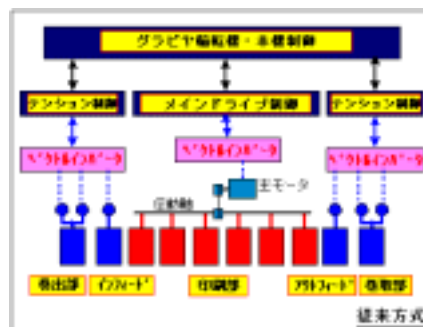 グラビヤ輪転機・本機制御
テンション制御
メインドライブ制御
テンション制御
ベクトルインバータ
ベクトルインバータ
ベクトルインバータ
主モータ
伝動軸
巻出部
インフィード
印刷部
アウトフィード
巻取部
従来方式